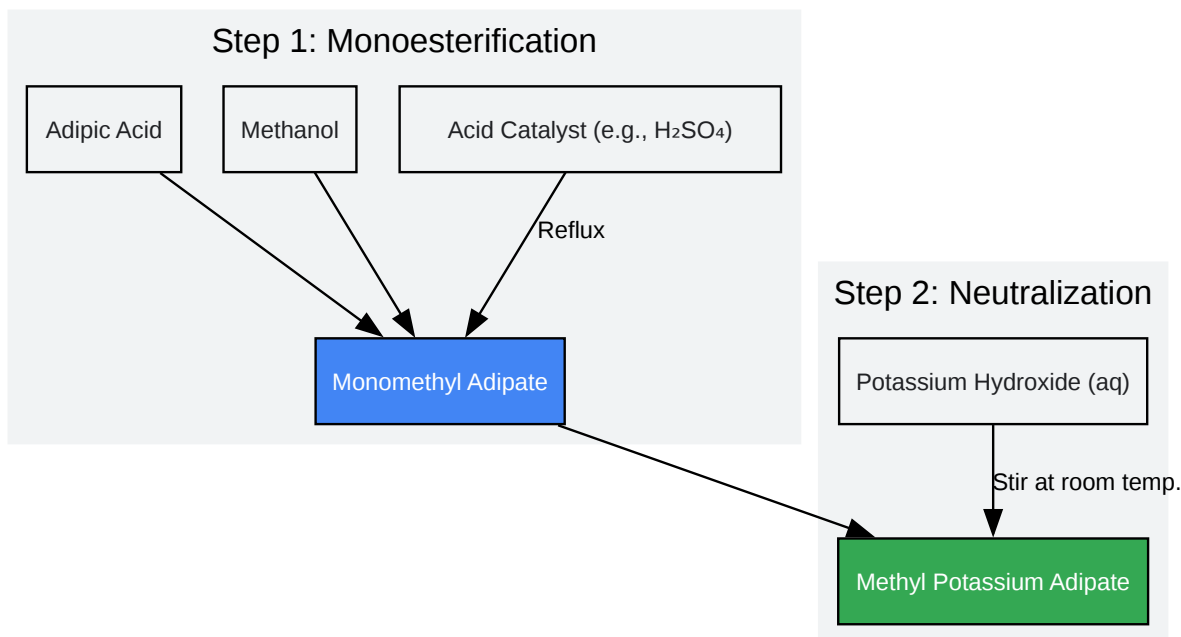 Step 1: Monoesterification
Adipic Acid
Methanol
Acid Catalyst (e.g., H₂SO₄)
Reflux
Monomethyl Adipate
Step 2: Neutralization
Potassium Hydroxide (aq)
Stir at room temp.
Methyl Potassium Adipate